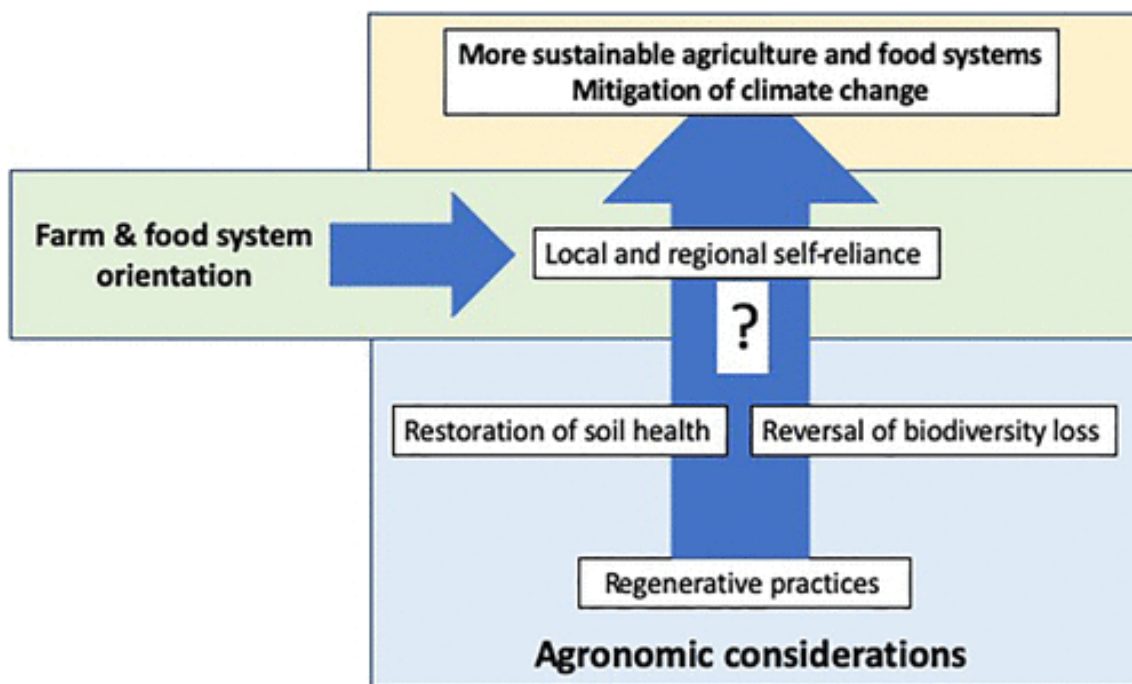 More sustainable agriculture and food systems
Mitigation of climate change
Farm & food system
orientation
Local and regional self-reliance
?
Restoration of soil health
Reversal of biodiversity loss
Regenerative practices
Agronomic considerations